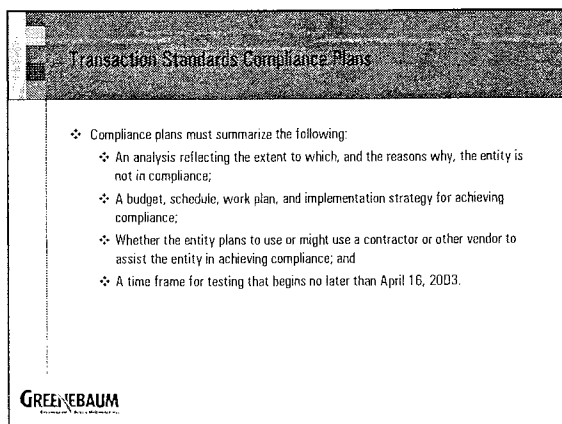 Transaction Standards Compliance Plans
❖ Compliance plans must summarize the following:
❖ An analysis reflecting the extent to which, and the reasons why, the entity is
not in compliance;
❖ A budget, schedule, work plan, and implementation strategy for achieving
compliance;
❖ Whether the entity plans to use or might use a contractor or other vendor to
assist the entity in achieving compliance; and
❖ A time frame for testing that begins no later than April 16, 2003.
GREENEBAUM